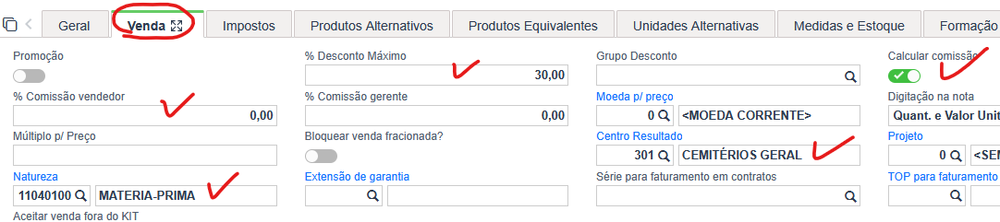 Geral Venda Impostos Produtos Alternativos Produtos Equivalentes Unidades Alternativas Medidas e Estoque Formação
Promoção % Desconto Máximo Grupo Desconto Calcular comissão
30,00
% Comissão vendedor % Comissão gerente Moeda p/ preço Digitação na nota
0,00 0,00 0 <MOEDA CORRENTE> Quant. e Valor Unit
Múltiplo p/ Preço Bloquear venda fracionada? Centro Resultado Projeto
301 CEMITÉRIOS GERAL 0 <SEM
Natureza Extensão de garantia Série para faturamento em contratos TOP para faturamento
11040100 MATERIA-PRIMA
Aceitar venda fora do KIT